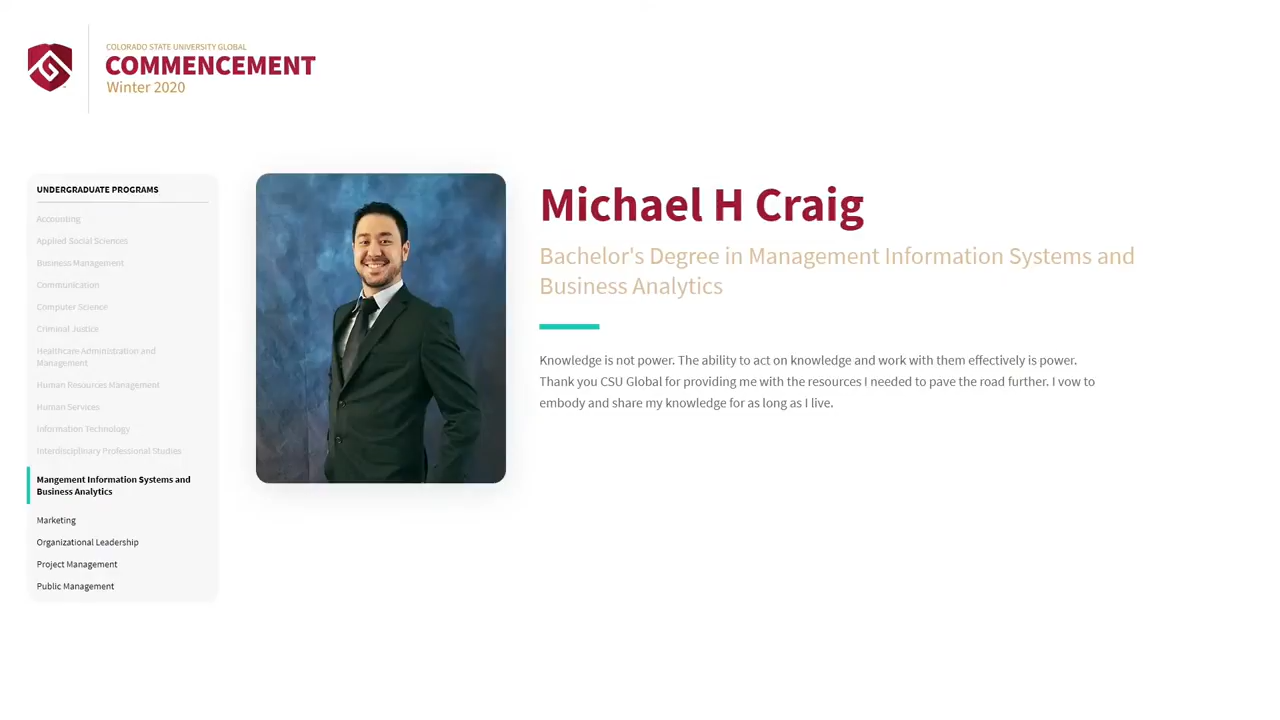 COLORADO STATE UNIVERSITY GLOBAL
COMMENCEMENT
Winter 2020
UNDERGRADUATE PROGRAMS
Accounting
Applied Social Sciences
Business Management
Communication
Computer Science
Criminal Justice
Healthcare Administration and
Management
Human Resources Management
Human Services
Information Technology
Interdisciplinary Professional Studies
Mangement Information Systems and
Business Analytics
Marketing
Organizational Leadership
Project Management
Public Management
Michael H Craig
Bachelor's Degree in Management Information Systems and
Business Analytics
Knowledge is not power. The ability to act on knowledge and work with them effectively is power.
Thank you CSU Global for providing me with the resources I needed to pave the road further. I vow to
embody and share my knowledge for as long as I live.